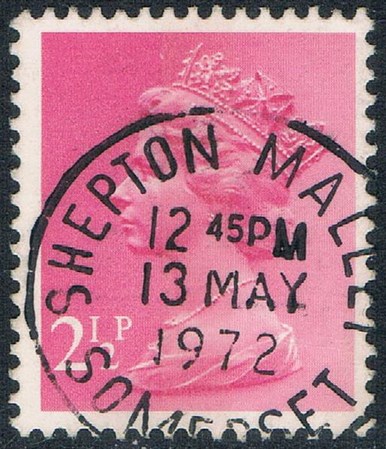 SHEPTON MALLET
12 45PM
13 MAY
1972
2½P
SOMERSET